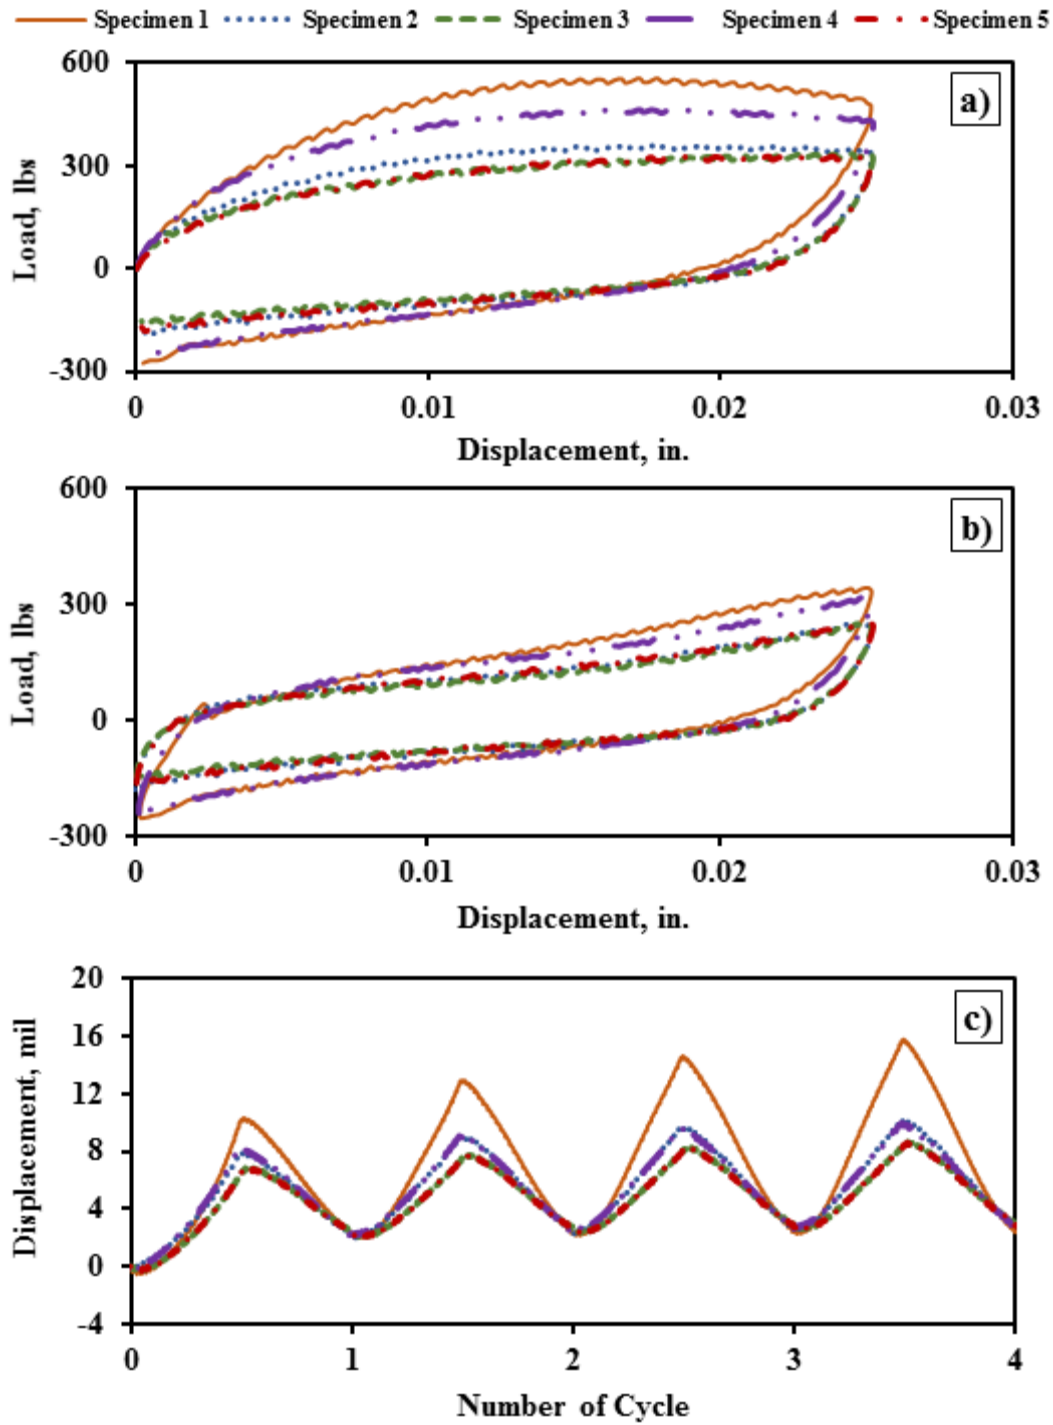 Specimen 1 Specimen 2 Specimen 3 Specimen 4 Specimen 5
a)
600
300
0
-300
Load, lbs
0 0.01 0.02 0.03
Displacement, in.
b)
600
300
0
-300
Load, lbs
0 0.01 0.02 0.03
Displacement, in.
c)
20
16
12
8
4
0
-4
Displacement, mil
0 1 2 3 4
Number of Cycle